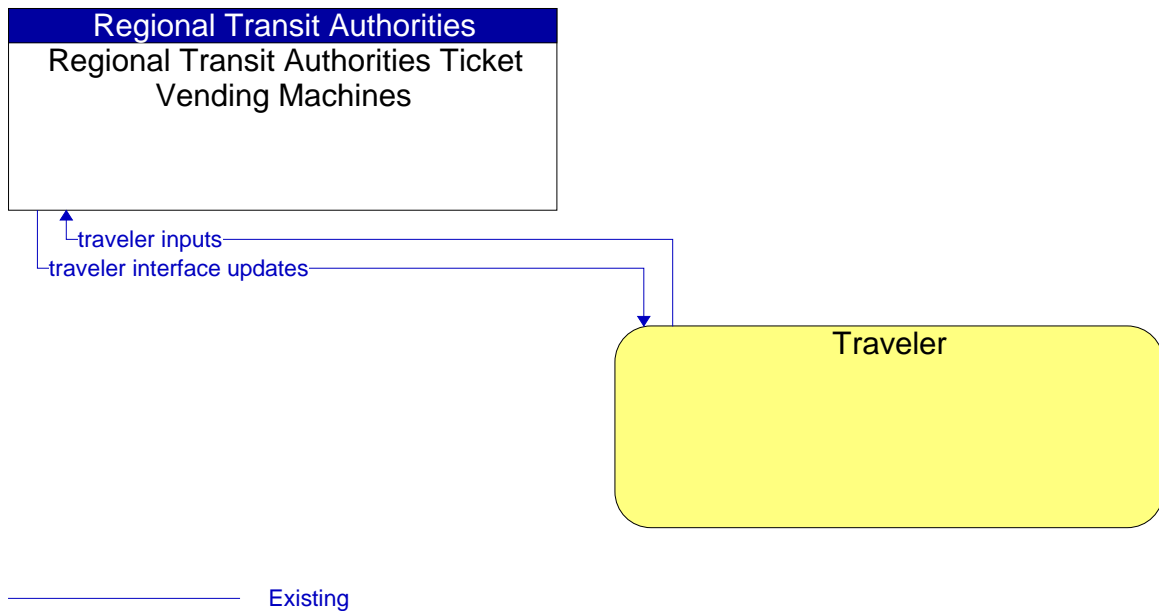 Regional Transit Authorities
Regional Transit Authorities Ticket
Vending Machines
traveler inputs
traveler interface updates
Traveler
Existing